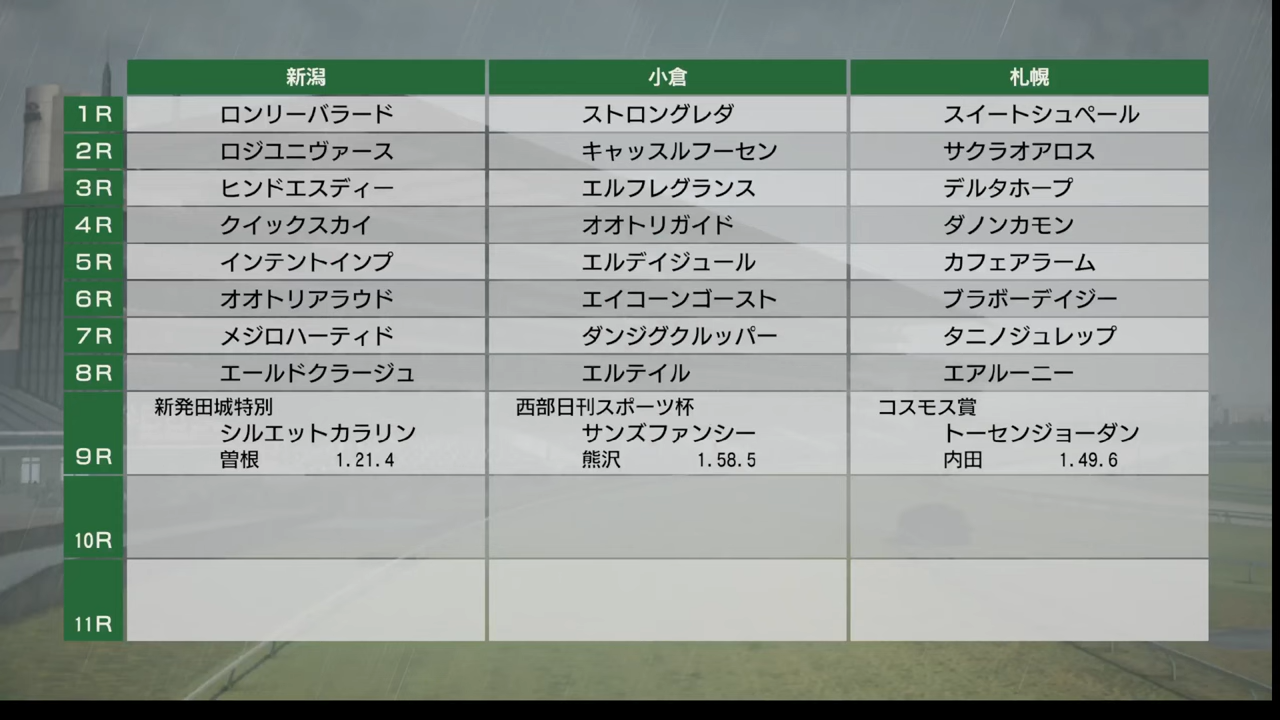 新潟 小倉 札幌
1R ロンリーバラード ストロングレダ スイートシュペール
2R ロジユニヴァース キャッスルフーセン サクラオアロス
3R ヒンドエスディー エルフレグランス デルタホープ
4R クイックスカイ オオトリガイド ダノンカモン
5R インテントインプ エルデイジュール カフェアラーム
6R オオトリアラウド エイコーンゴースト ブラボーデイジー
7R メジロハーティド ダンジグクルッパー タニノジュレップ
8R エールドクラージュ エルテイル エアルーニー
新発田城特別 西部日刊スポーツ杯 コスモス賞
シルエットカラリン サンズファンシー トーセンジョーダン
9R 曽根 1.21.4 熊沢 1.58.5 内田 1.49.6
10R
11R